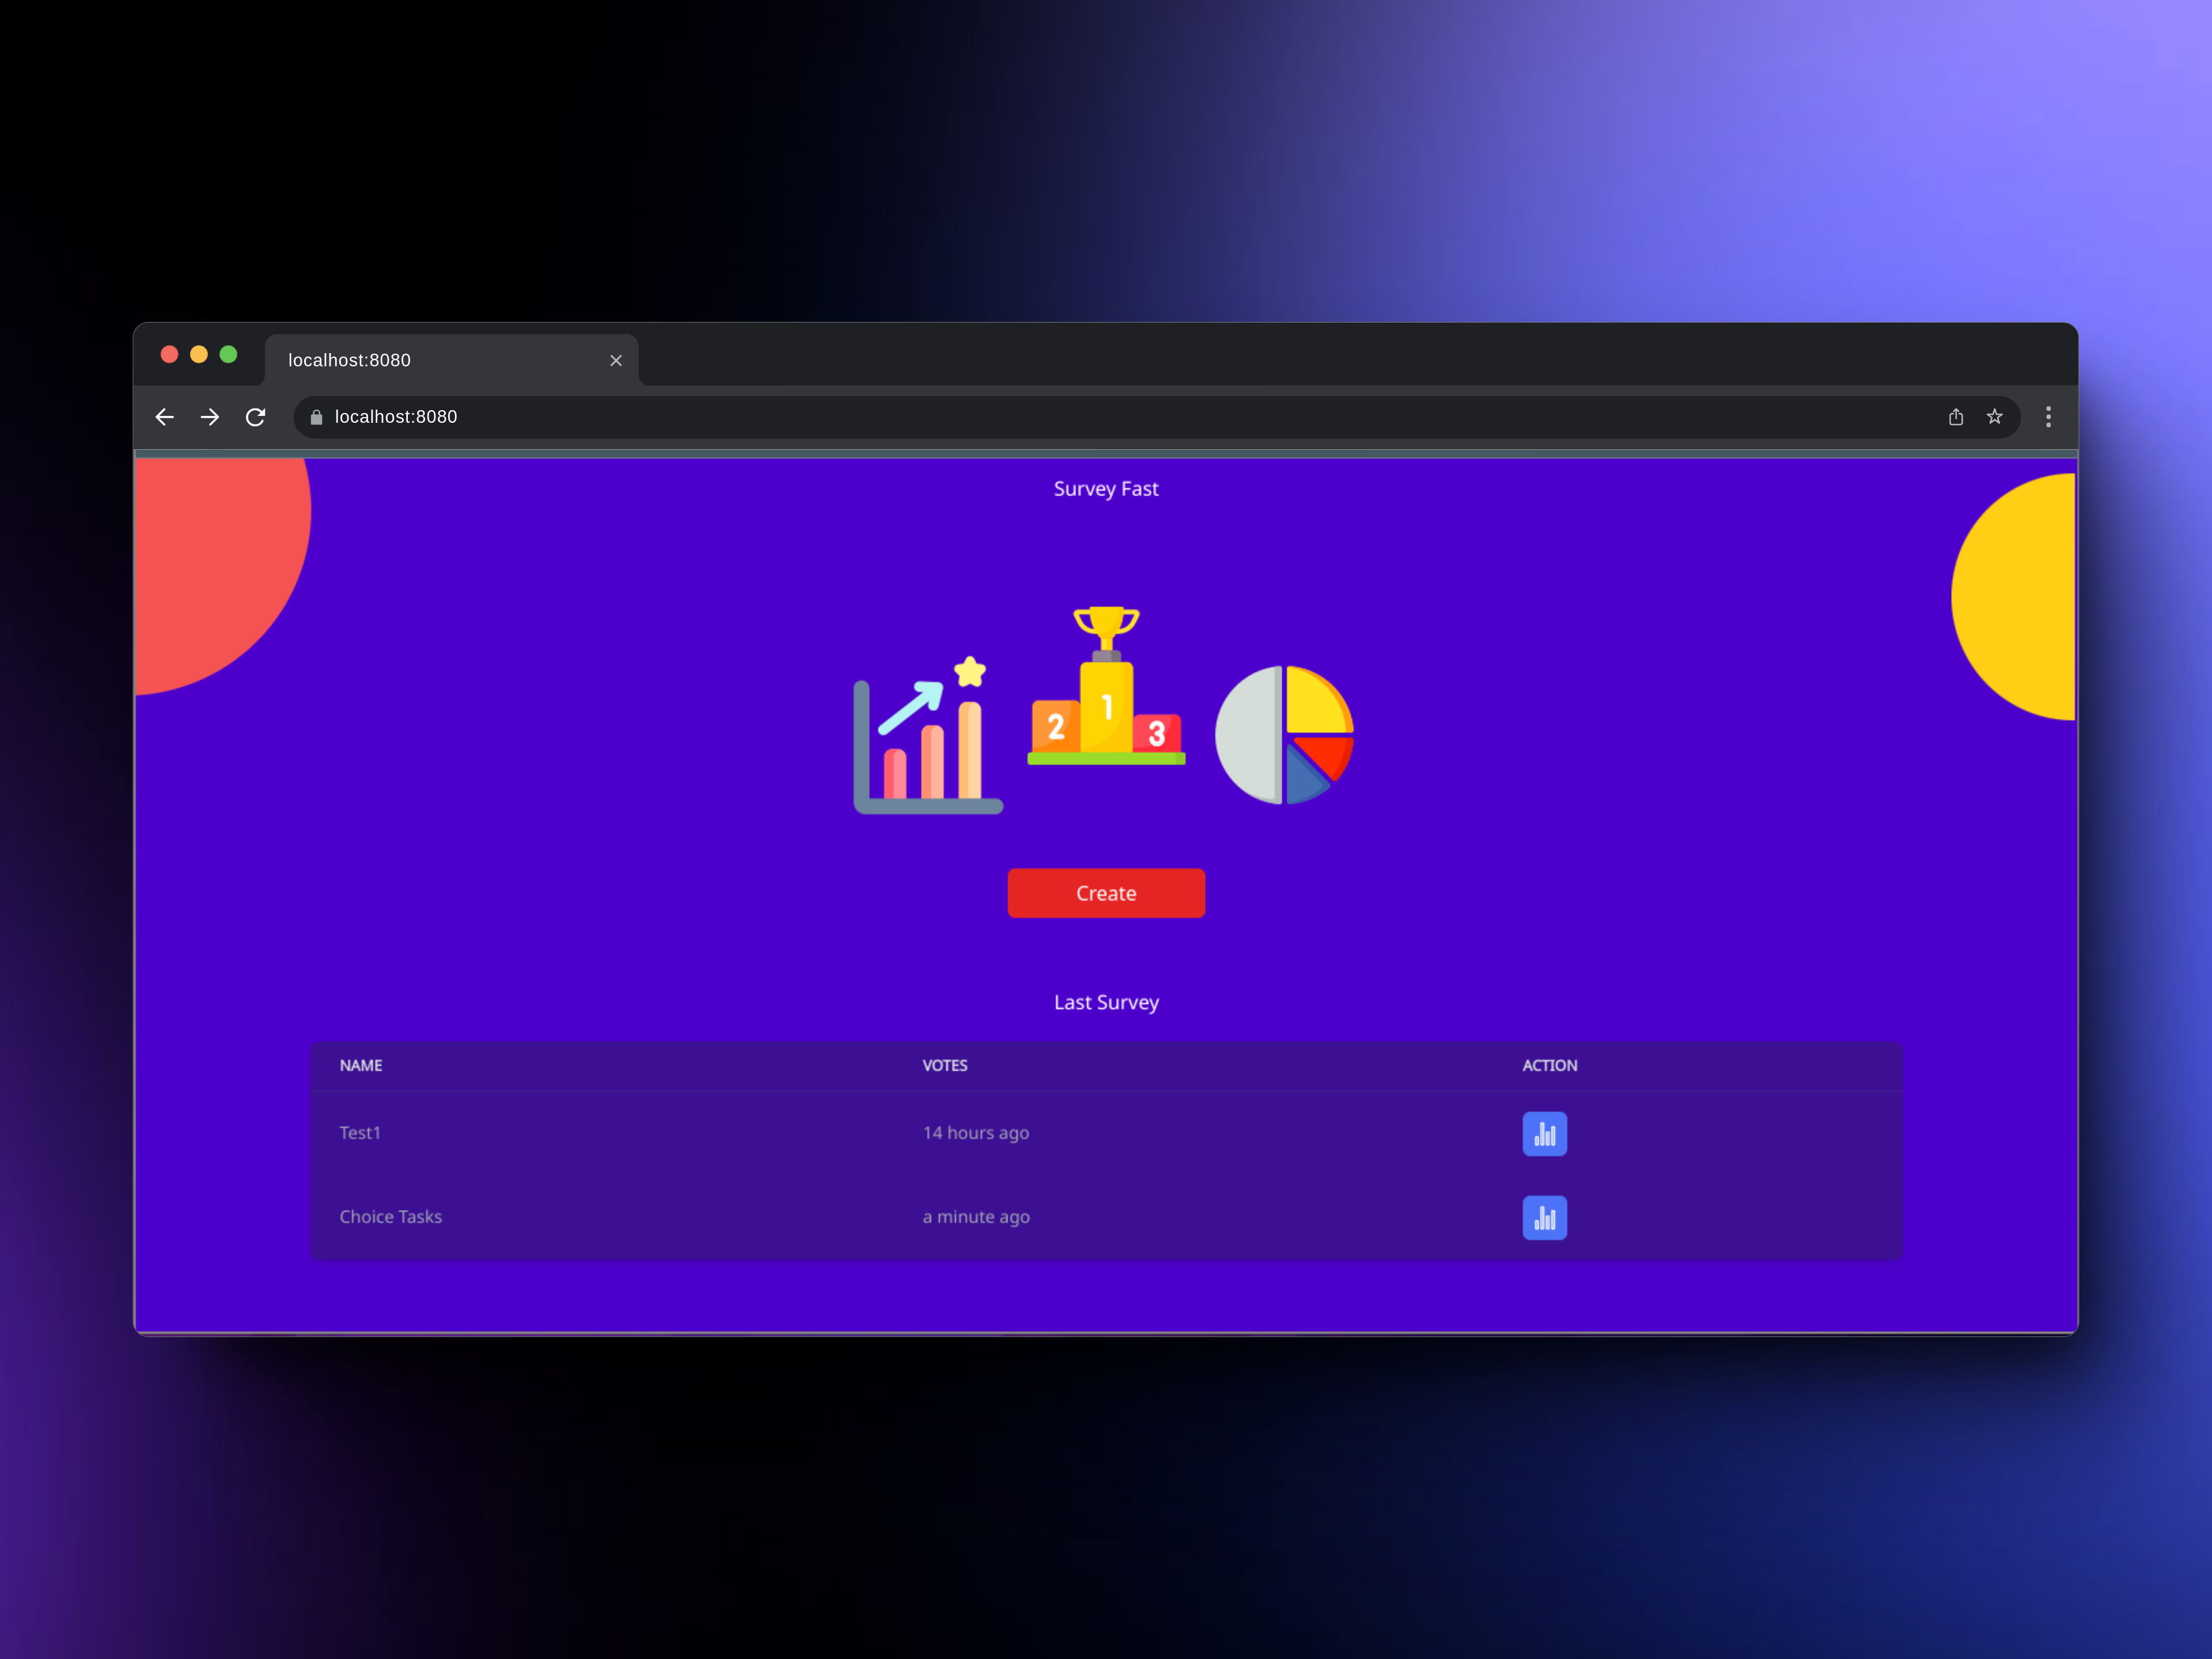 localhost:8080
localhost:8080
Survey Fast
1
2
3
Create
Last Survey
NAME VOTES ACTION
Test1 14 hours ago
Choice Tasks a minute ago